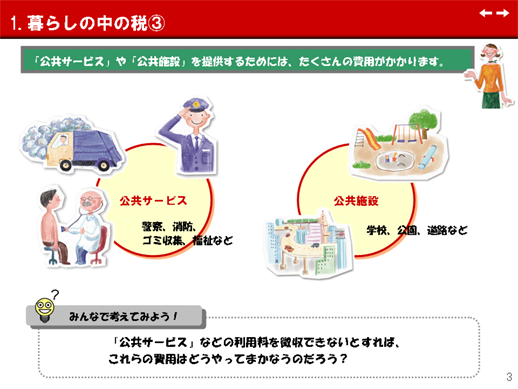 1. 暮らしの中の税③
「公共サービス」や「公共施設」を提供するためには、たくさんの費用がかかります。
公共サービス
警察、消防、
ゴミ収集、福祉など
公共施設
学校、公園、道路など
?
みんなで考えてみよう！
「公共サービス」などの利用料を徴収できないとすれば、
これらの費用はどうやってまかなうのだろう？
3